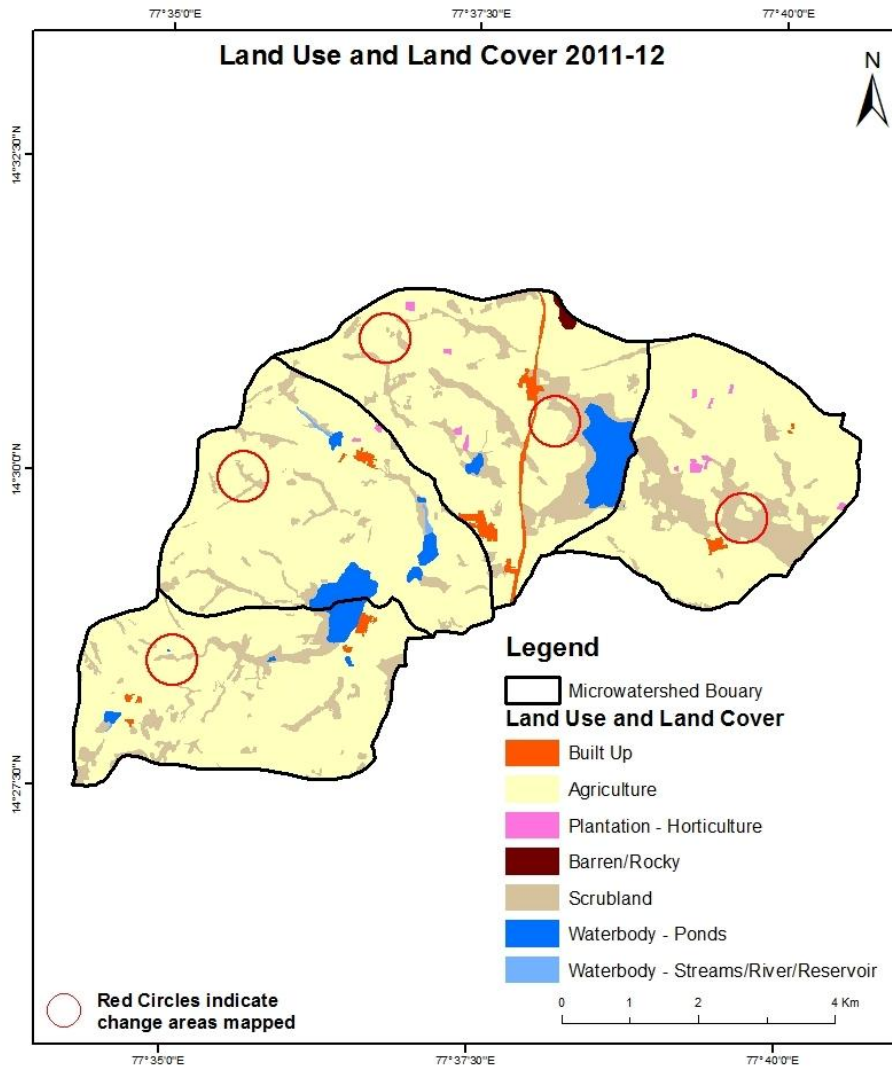 77°35'0"E 77°37'30"E 77°40'0"E
Land Use and Land Cover 2011-12
N
14°32'30"N
14°30'0"N
14°27'30"N
Legend
Microwatershed Bouary
Land Use and Land Cover
Built Up
Agriculture
Plantation - Horticulture
Barren/Rocky
Scrubland
Waterbody - Ponds
Waterbody - Streams/River/Reservoir
Red Circles indicate
change areas mapped
0 1 2 4 Km
77°35'0"E 77°37'30"E 77°40'0"E